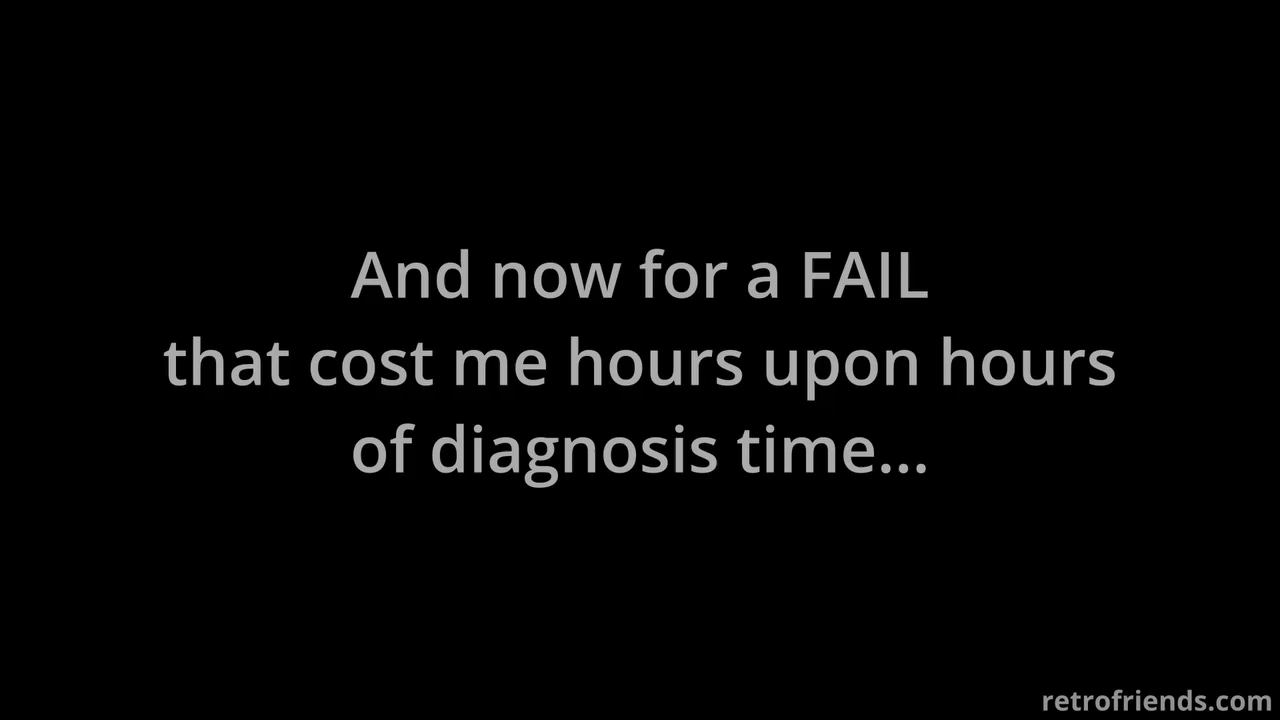 And now for a FAIL
that cost me hours upon hours
of diagnosis time...
retrofriends.com